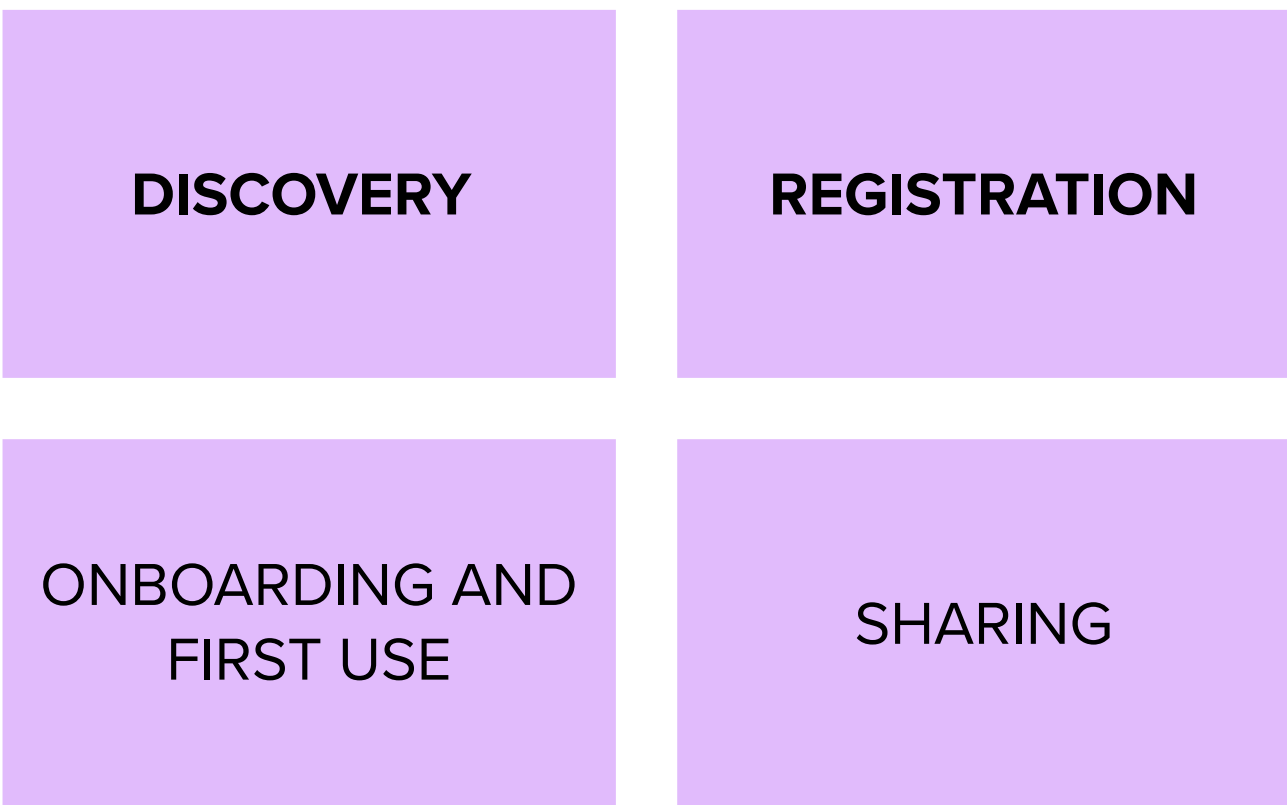 DISCOVERY
REGISTRATION
ONBOARDING AND
FIRST USE
SHARING